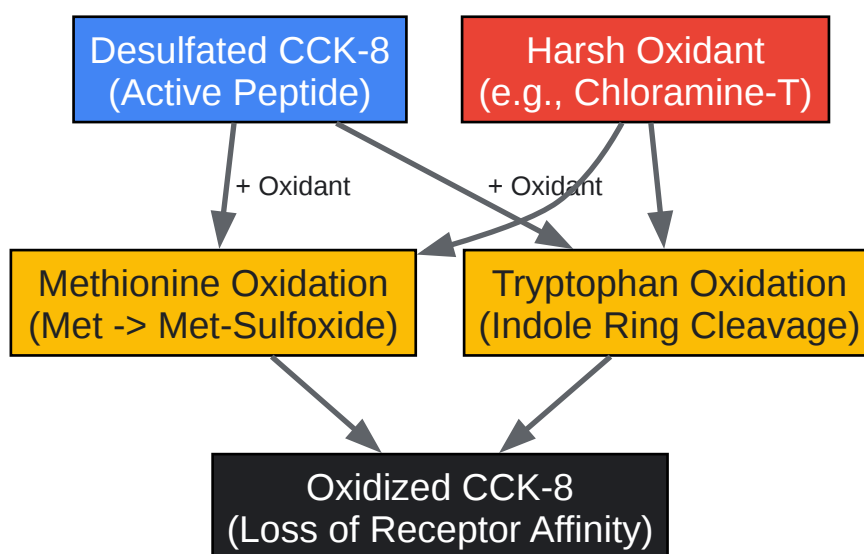 Desulfated CCK-8
(Active Peptide)
Harsh Oxidant
(e.g., Chloramine-T)
+ Oxidant
+ Oxidant
Methionine Oxidation
(Met -> Met-Sulfoxide)
Tryptophan Oxidation
(Indole Ring Cleavage)
Oxidized CCK-8
(Loss of Receptor Affinity)